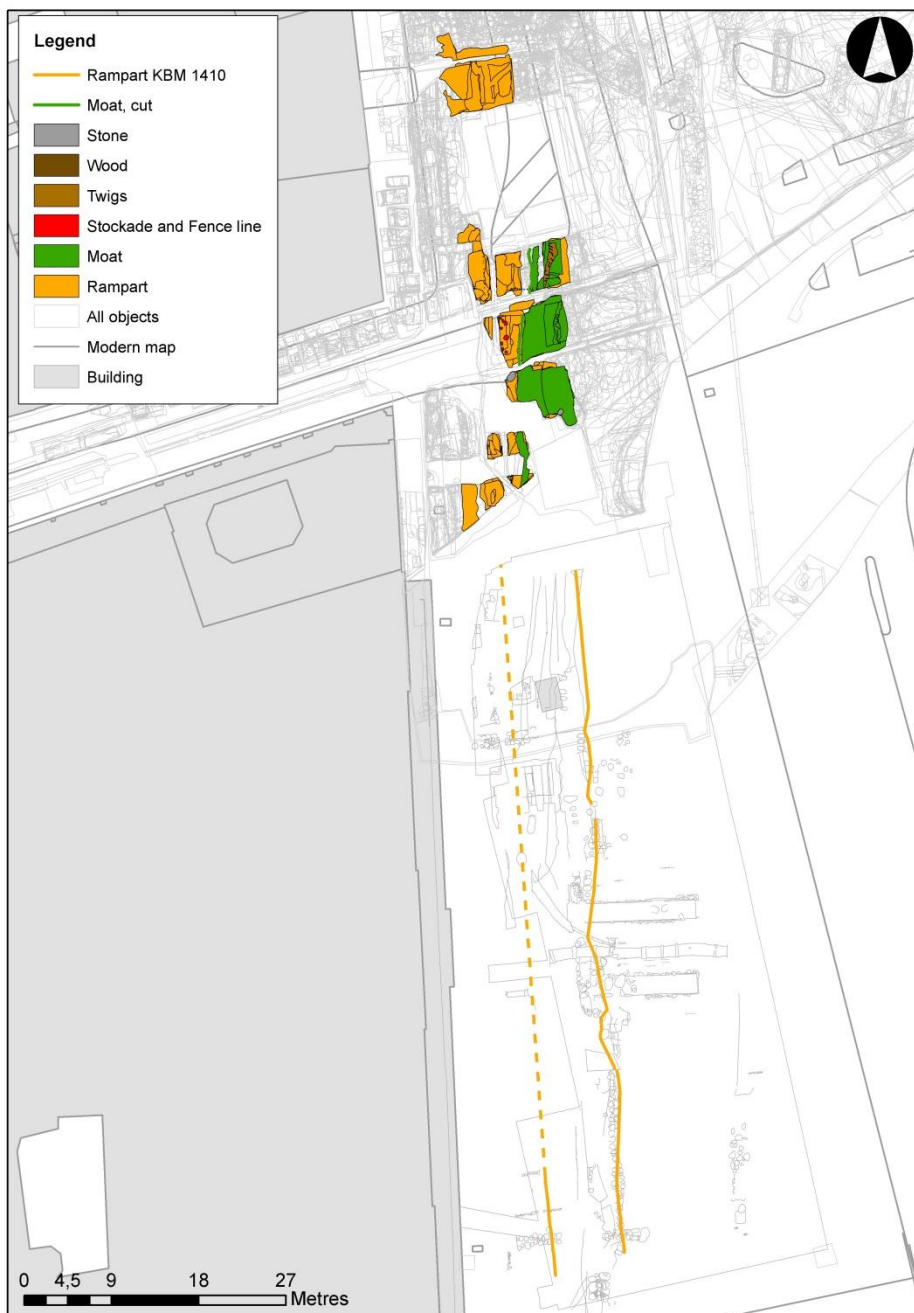 Legend
Rampart KBM 1410
Moat, cut
Stone
Wood
Twigs
Stockade and Fence line
Moat
Rampart
All objects
Modern map
Building
0 4,5 9 18 27
Metres